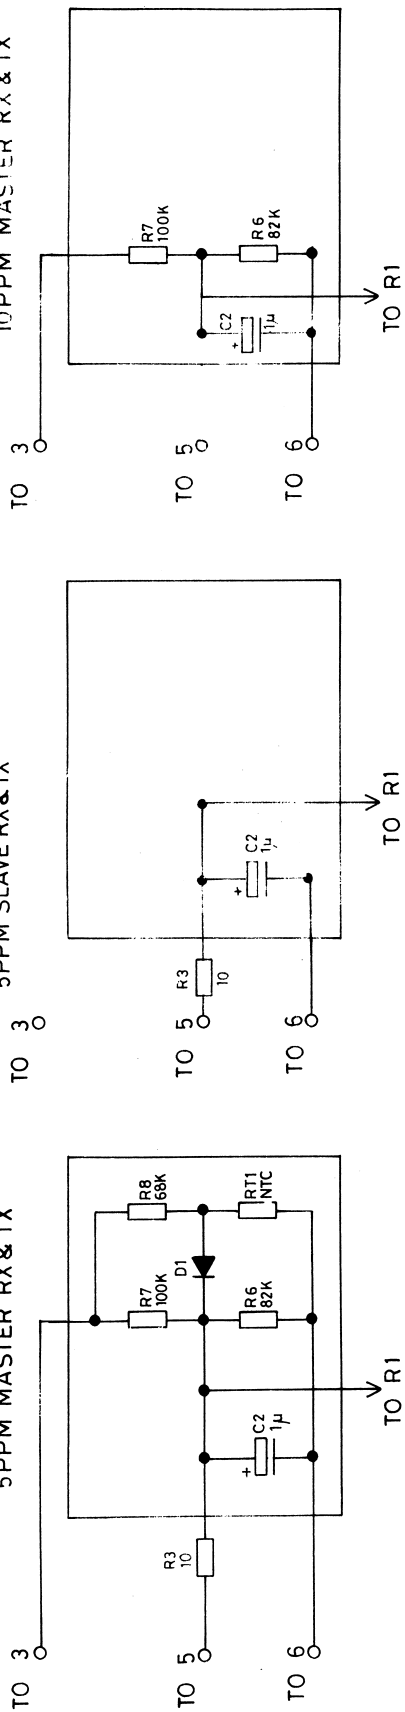 5PPM MASTER RX & TX
TO 3
TO 5
TO 6
R3
10
R8
68K
R7
100K
D1
RT1
NTC
R6
82K
C2
1µ
+
TO R1
5PPM SLAVE RX & TX
TO 3
TO 5
TO 6
R3
10
C2
1µ
+
TO R1
10PPM MASTER RX & TX
TO 3
TO 5
TO 6
R7
100K
R6
82K
C2
1µ
+
TO R1